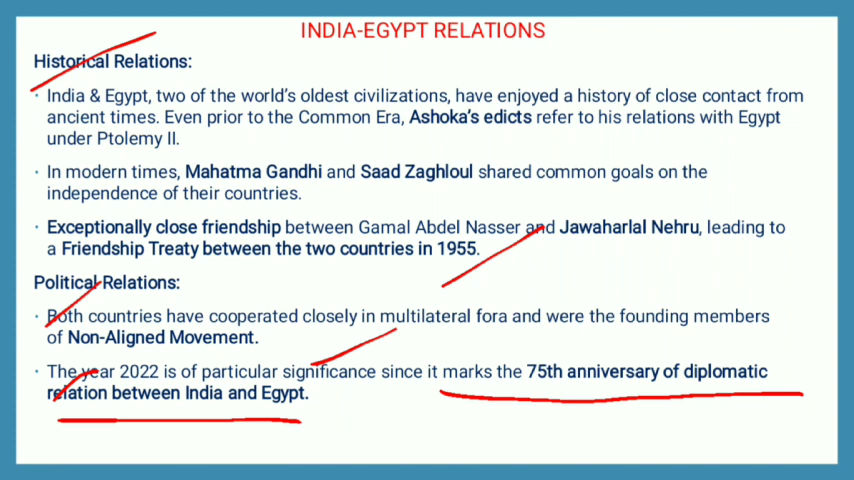 INDIA-EGYPT RELATIONS
Historical Relations:
· India & Egypt, two of the world's oldest civilizations, have enjoyed a history of close contact from
ancient times. Even prior to the Common Era, Ashoka's edicts refer to his relations with Egypt
under Ptolemy II.
· In modern times, Mahatma Gandhi and Saad Zaghloul shared common goals on the
independence of their countries.
· Exceptionally close friendship between Gamal Abdel Nasser and Jawaharlal Nehru, leading to
a Friendship Treaty between the two countries in 1955.
Political Relations:
· Both countries have cooperated closely in multilateral fora and were the founding members
of Non-Aligned Movement.
· The year 2022 is of particular significance since it marks the 75th anniversary of diplomatic
relation between India and Egypt.